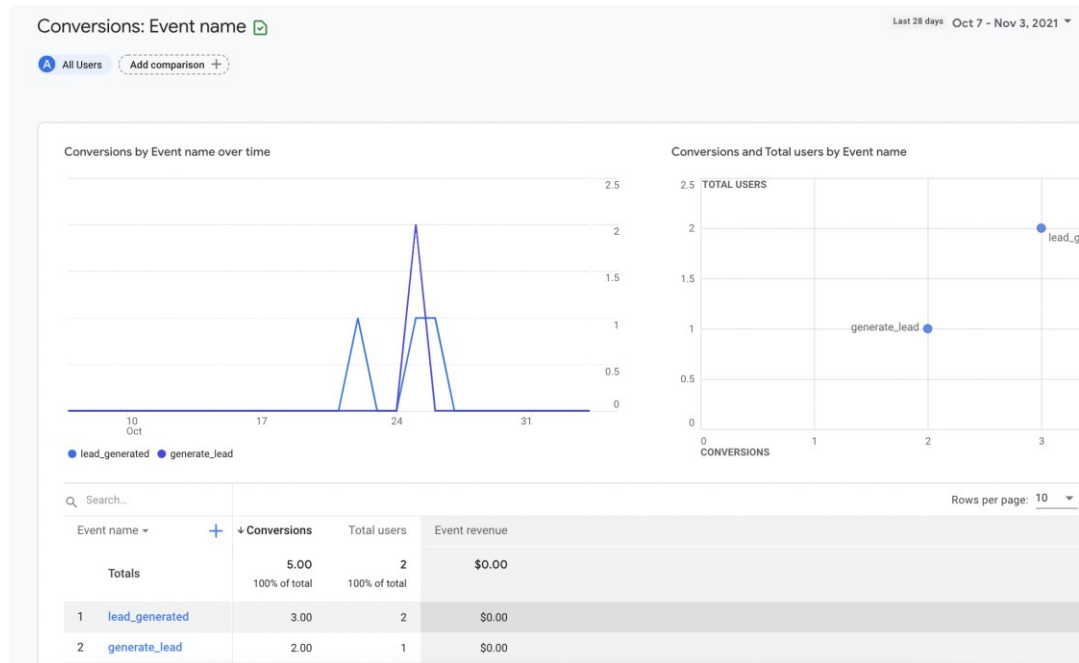 Conversions: Event name
Last 28 days Oct 7 - Nov 3, 2021
A All Users Add comparison +
Conversions by Event name over time
2.5
2
1.5
1
0.5
0
10
Oct
17
24
31
lead_generated generate_lead
Conversions and Total users by Event name
2.5 TOTAL USERS
2
lead_g
1.5
1
generate_lead
0.5
0
0
1
2
3
CONVERSIONS
Search...
Rows per page: 10
Event name + ↓ Conversions Total users Event revenue
Totals 5.00 2 $0.00
100% of total 100% of total
1 lead_generated 3.00 2 $0.00
2 generate_lead 2.00 1 $0.00